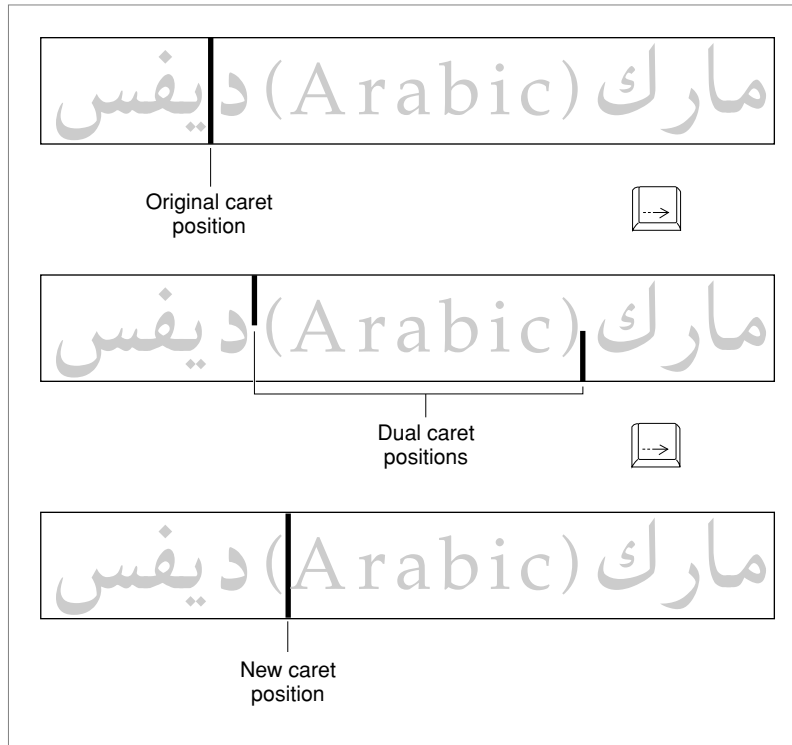 مارك (Arabic) ديفس
Original caret
position
مارك (Arabic) ديفس
Dual caret
positions
مارك (Arabic) ديفس
New caret
position